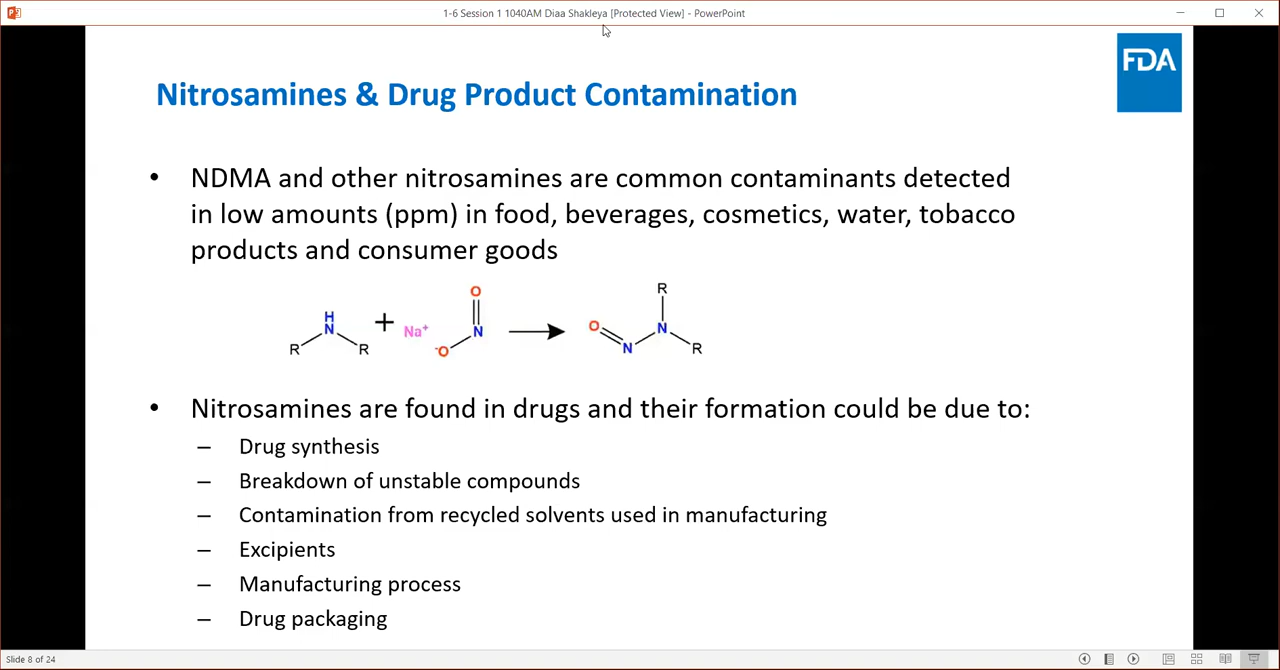 1-6 Session 1 1040AM Diaa Shakleya [Protected View] - PowerPoint
FDA
Nitrosamines & Drug Product Contamination
• NDMA and other nitrosamines are common contaminants detected
in low amounts (ppm) in food, beverages, cosmetics, water, tobacco
products and consumer goods
H
N
R
R
+
Na⁺
O
N
⁻O
R
O
N
N
R
• Nitrosamines are found in drugs and their formation could be due to:
– Drug synthesis
– Breakdown of unstable compounds
– Contamination from recycled solvents used in manufacturing
– Excipients
– Manufacturing process
– Drug packaging
Slide 8 of 24